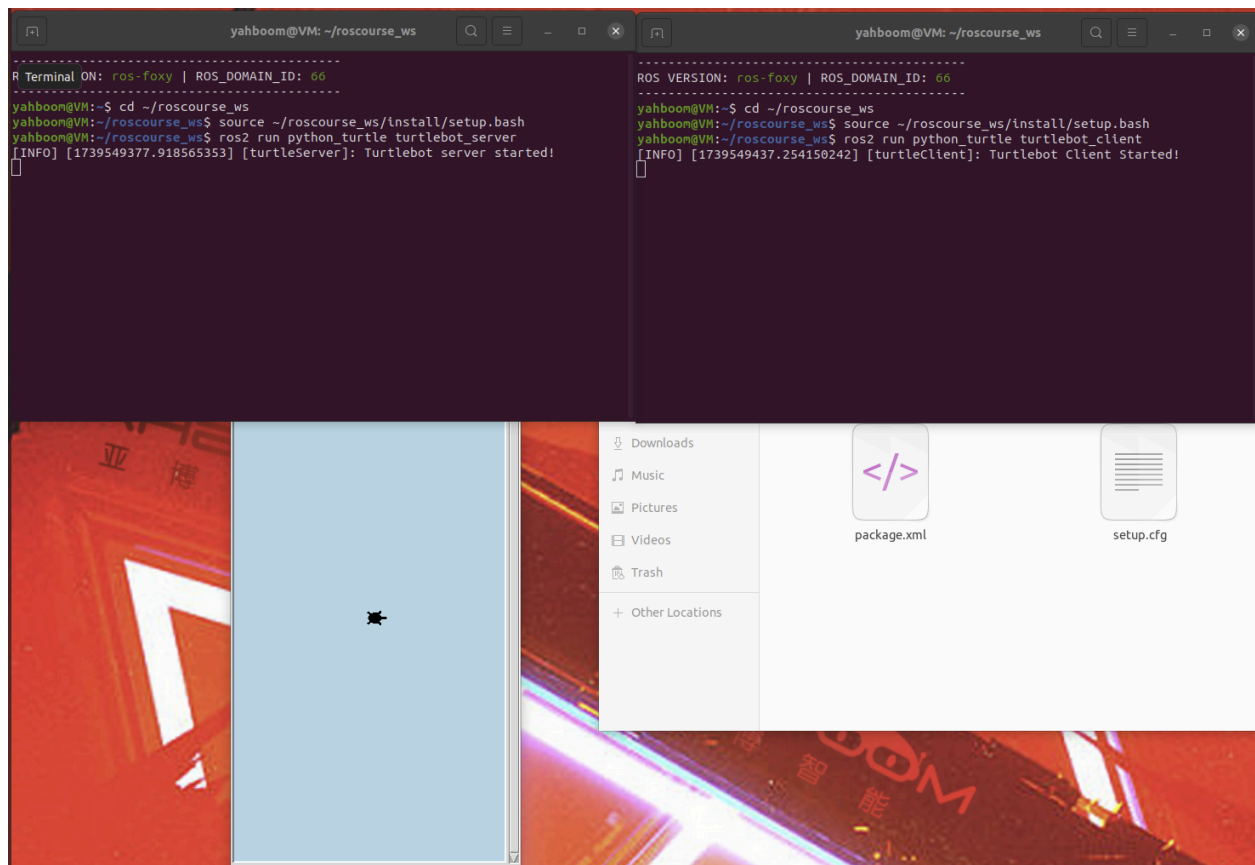 yahboom@VM: ~/roscourse_ws
-----------------------------------------
R Terminal ON: ros-foxy | ROS_DOMAIN_ID: 66
-----------------------------------------
yahboom@VM:~$ cd ~/roscourse_ws
yahboom@VM:~/roscourse_ws$ source ~/roscourse_ws/install/setup.bash
yahboom@VM:~/roscourse_ws$ ros2 run python_turtle turtlebot_server
[INFO] [1739549377.918565353] [turtleServer]: Turtlebot server started!
yahboom@VM: ~/roscourse_ws
-----------------------------------------
ROS VERSION: ros-foxy | ROS_DOMAIN_ID: 66
-----------------------------------------
yahboom@VM:~$ cd ~/roscourse_ws
yahboom@VM:~/roscourse_ws$ source ~/roscourse_ws/install/setup.bash
yahboom@VM:~/roscourse_ws$ ros2 run python_turtle turtlebot_client
[INFO] [1739549437.254150242] [turtleClient]: Turtlebot Client Started!
Downloads
Music
Pictures
Videos
Trash
+ Other Locations
</>
package.xml
setup.cfg
亚 博
智 能